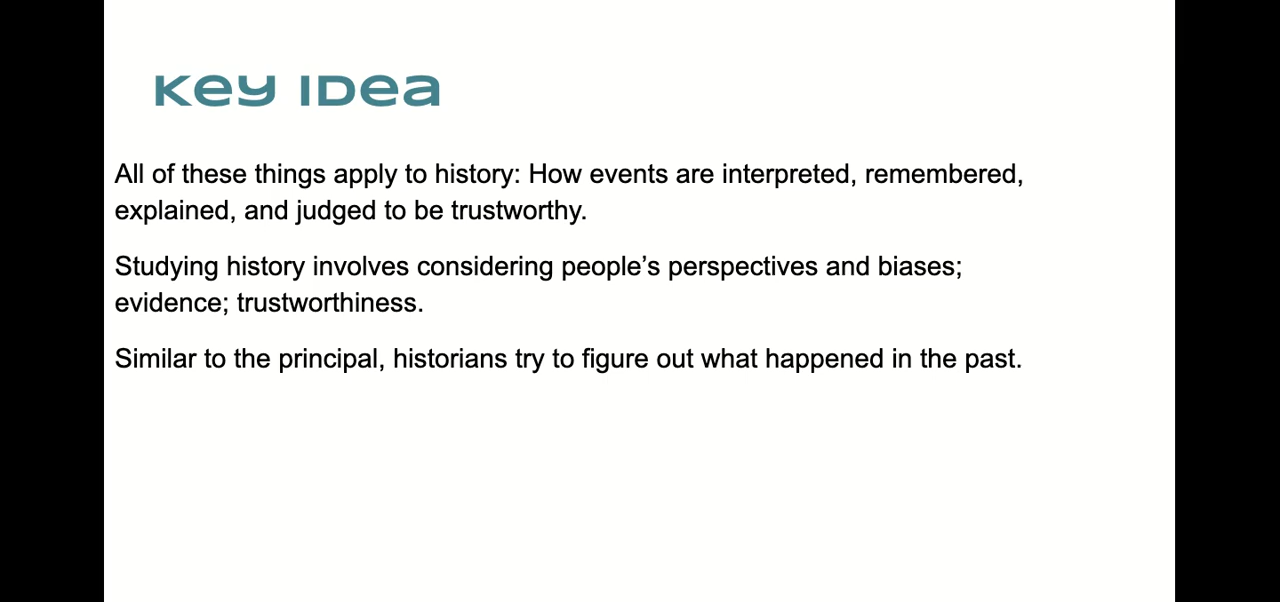 Key Idea
All of these things apply to history: How events are interpreted, remembered,
explained, and judged to be trustworthy.
Studying history involves considering people’s perspectives and biases;
evidence; trustworthiness.
Similar to the principal, historians try to figure out what happened in the past.